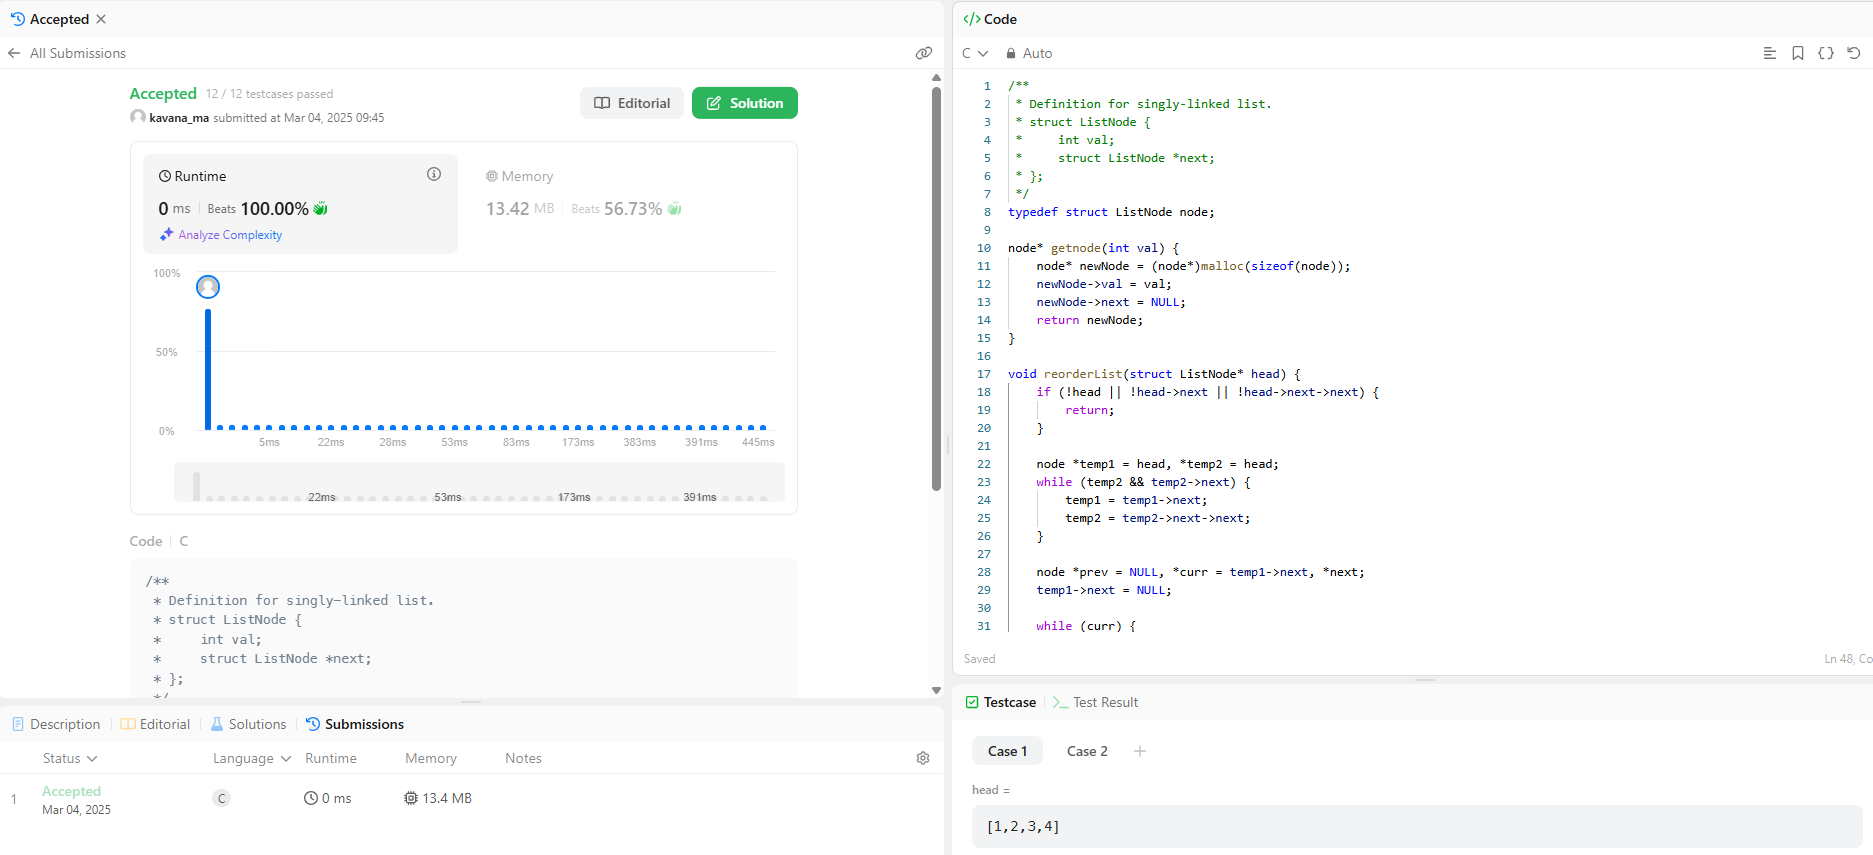 Accepted
All Submissions
Accepted 12 / 12 testcases passed
kavana_ma submitted at Mar 04, 2025 09:45
Editorial
Solution
Runtime
0 ms Beats 100.00%
Analyze Complexity
Memory
13.42 MB Beats 56.73%
100%
50%
0%
5ms 22ms 28ms 53ms 83ms 173ms 383ms 391ms 445ms
22ms 53ms 173ms 391ms
Code C
/**
 * Definition for singly-linked list.
 * struct ListNode {
 *     int val;
 *     struct ListNode *next;
 * };
 */
Description Editorial Solutions Submissions
Status Language Runtime Memory Notes
1 Accepted C 0 ms 13.4 MB
Mar 04, 2025
</> Code
C Auto
1 /**
2  * Definition for singly-linked list.
3  * struct ListNode {
4  *     int val;
5  *     struct ListNode *next;
6  * };
7  */
8 typedef struct ListNode node;
9
10 node* getnode(int val) {
11     node* newNode = (node*)malloc(sizeof(node));
12     newNode->val = val;
13     newNode->next = NULL;
14     return newNode;
15 }
16
17 void reorderList(struct ListNode* head) {
18     if (!head || !head->next || !head->next->next) {
19         return;
20     }
21
22     node *temp1 = head, *temp2 = head;
23     while (temp2 && temp2->next) {
24         temp1 = temp1->next;
25         temp2 = temp2->next->next;
26     }
27
28     node *prev = NULL, *curr = temp1->next, *next;
29     temp1->next = NULL;
30
31     while (curr) {
Saved
Ln 48, Co
Testcase
Test Result
Case 1 Case 2 +
head =
[1,2,3,4]